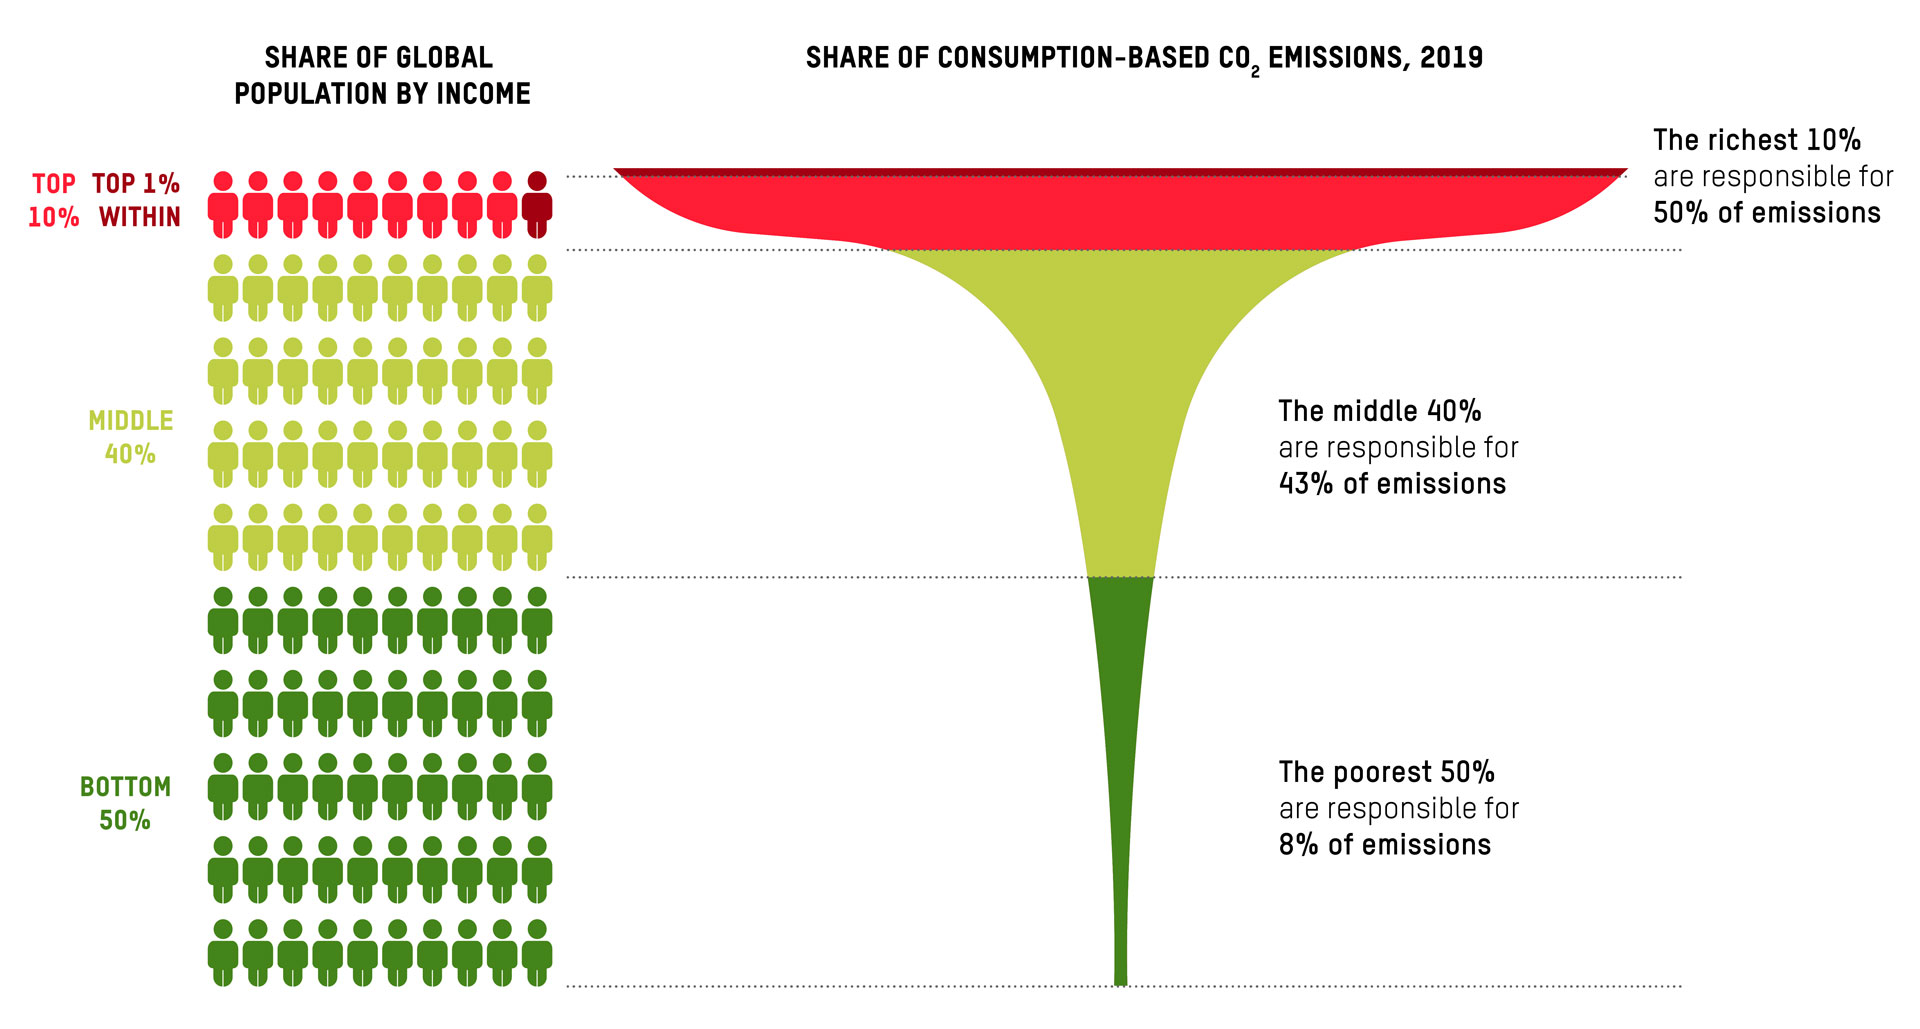 SHARE OF GLOBAL
POPULATION BY INCOME
SHARE OF CONSUMPTION-BASED CO₂ EMISSIONS, 2019
TOP
10%
TOP 1%
WITHIN
The richest 10%
are responsible for
50% of emissions
MIDDLE
40%
The middle 40%
are responsible for
43% of emissions
BOTTOM
50%
The poorest 50%
are responsible for
8% of emissions